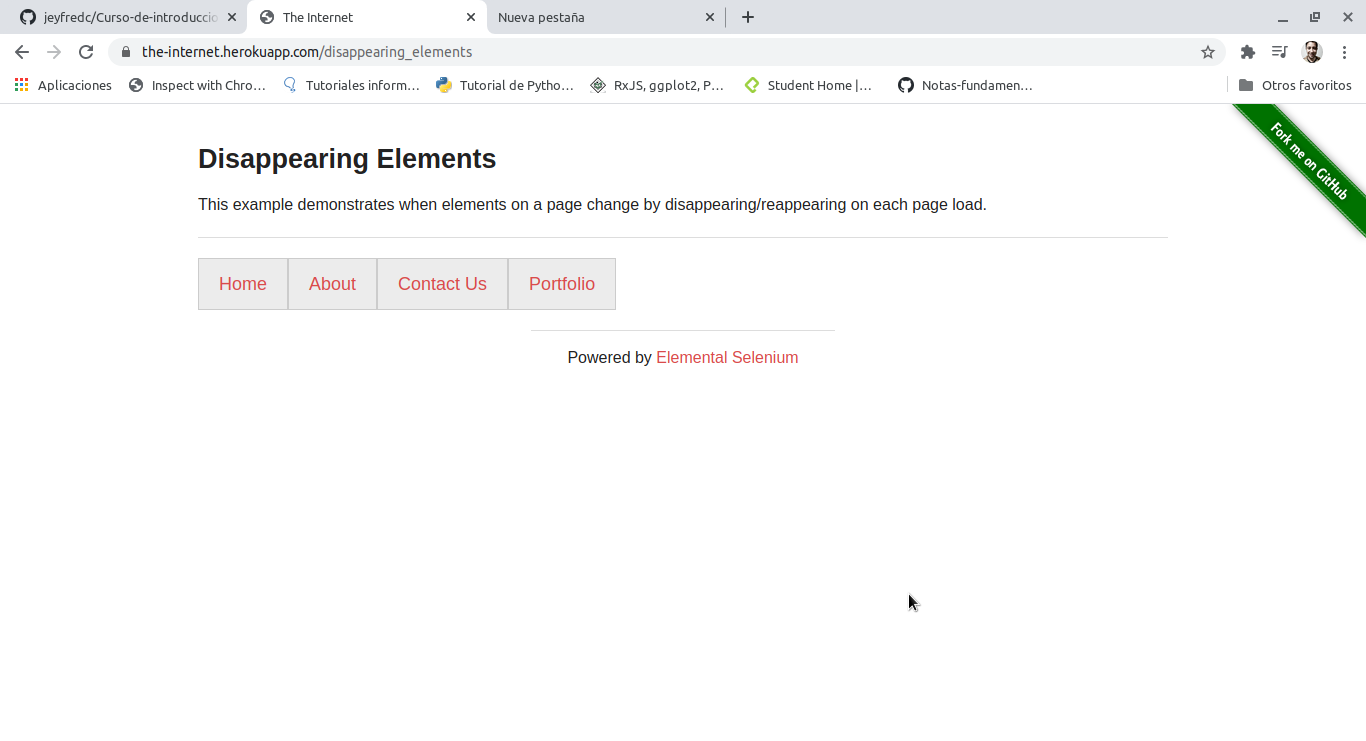 jeyfredc/Curso-de-introduccio
The Internet
Nueva pestaña
the-internet.herokuapp.com/disappearing_elements
Aplicaciones
Inspect with Chro…
Tutoriales inform…
Tutorial de Pytho…
RxJS, ggplot2, P…
Student Home |…
Notas-fundamen…
Otros favoritos
Fork me on GitHub
Disappearing Elements
This example demonstrates when elements on a page change by disappearing/reappearing on each page load.
Home
About
Contact Us
Portfolio
Powered by Elemental Selenium